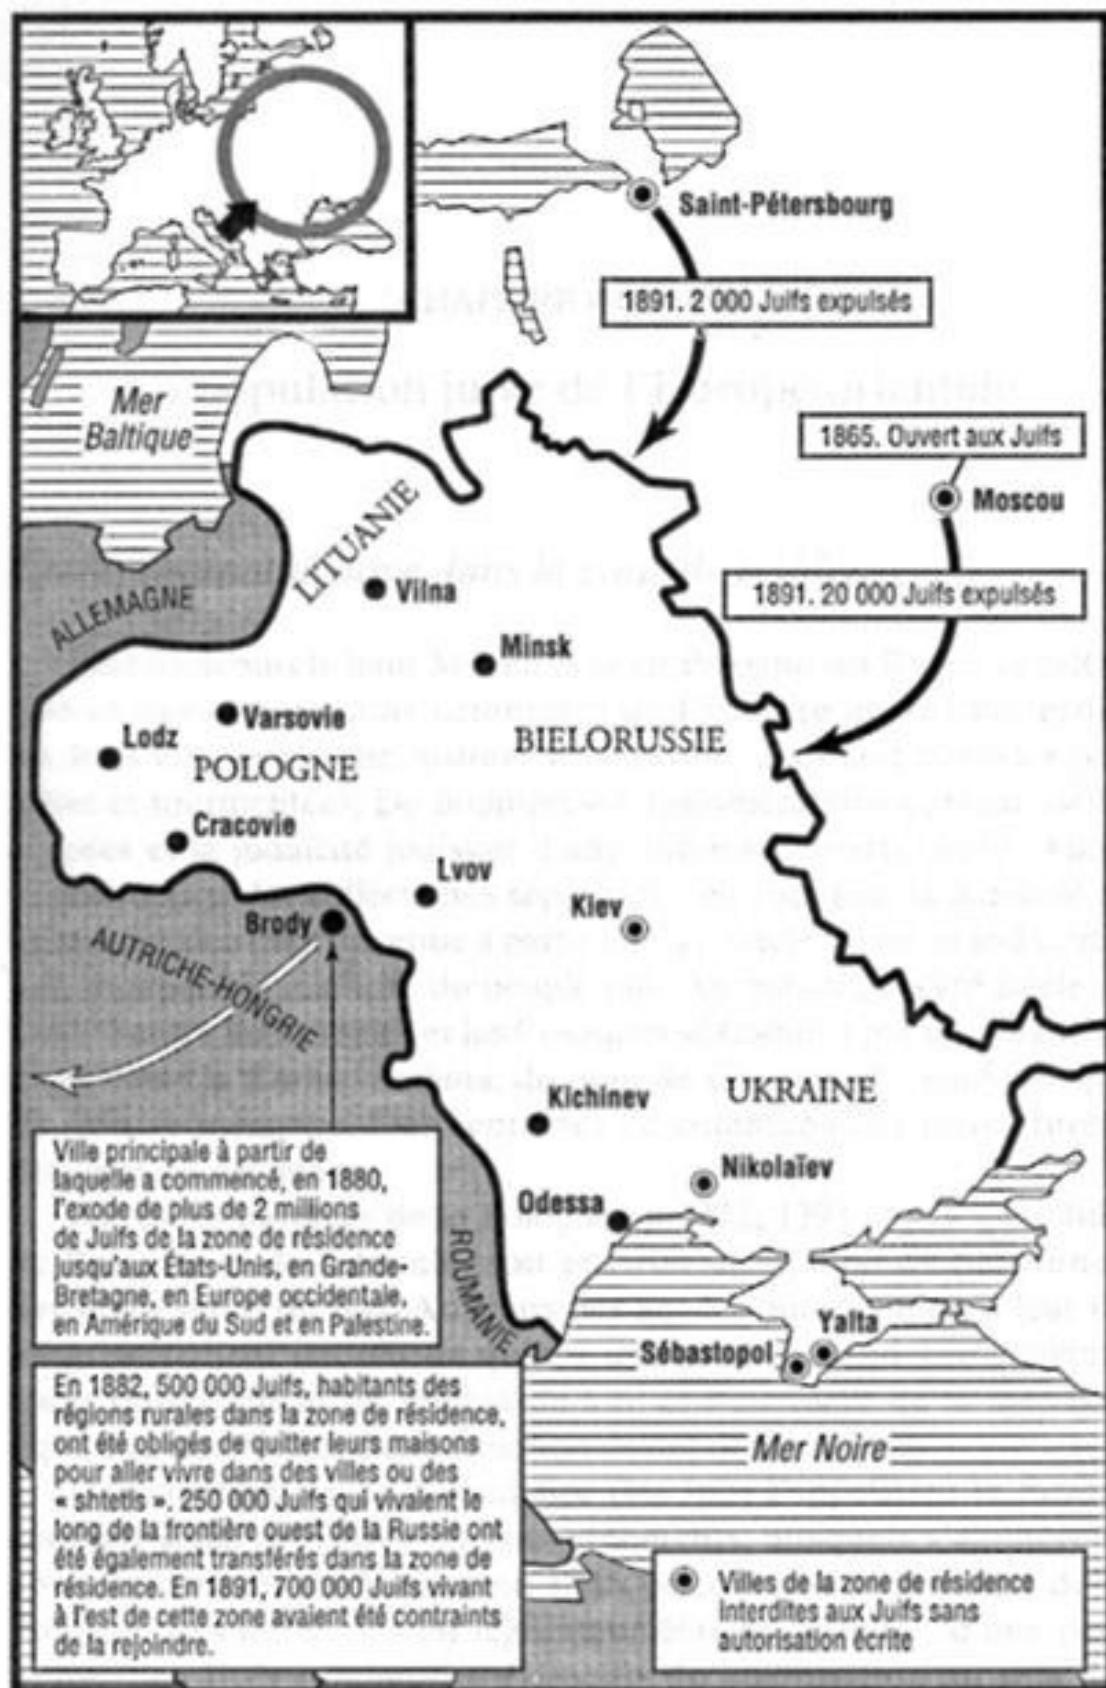 Saint-Pétersbourg
1891. 2 000 Juifs expulsés
Mer
Baltique
1865. Ouvert aux Juifs
Moscou
LITUANIE
ALLEMAGNE
Vilna
1891. 20 000 Juifs expulsés
Minsk
Varsovie
Lodz
BIELORUSSIE
POLOGNE
Cracovie
Lvov
Kiev
Brody
AUTRICHE-HONGRIE
UKRAINE
Kichinev
Ville principale à partir de
laquelle a commencé, en 1880,
l'exode de plus de 2 millions
de Juifs de la zone de résidence
jusqu'aux États-Unis, en Grande-
Bretagne, en Europe occidentale,
en Amérique du Sud et en Palestine.
Nikolaïev
Odessa
ROUMANIE
Yalta
Sébastopol
En 1882, 500 000 Juifs, habitants des
régions rurales dans la zone de résidence,
ont été obligés de quitter leurs maisons
pour aller vivre dans des villes ou des
« shtetls ». 250 000 Juifs qui vivaient le
long de la frontière ouest de la Russie ont
été également transférés dans la zone de
résidence. En 1891, 700 000 Juifs vivant
à l'est de cette zone avaient été contraints
de la rejoindre.
Mer Noire
Villes de la zone de résidence
Interdites aux Juifs sans
autorisation écrite